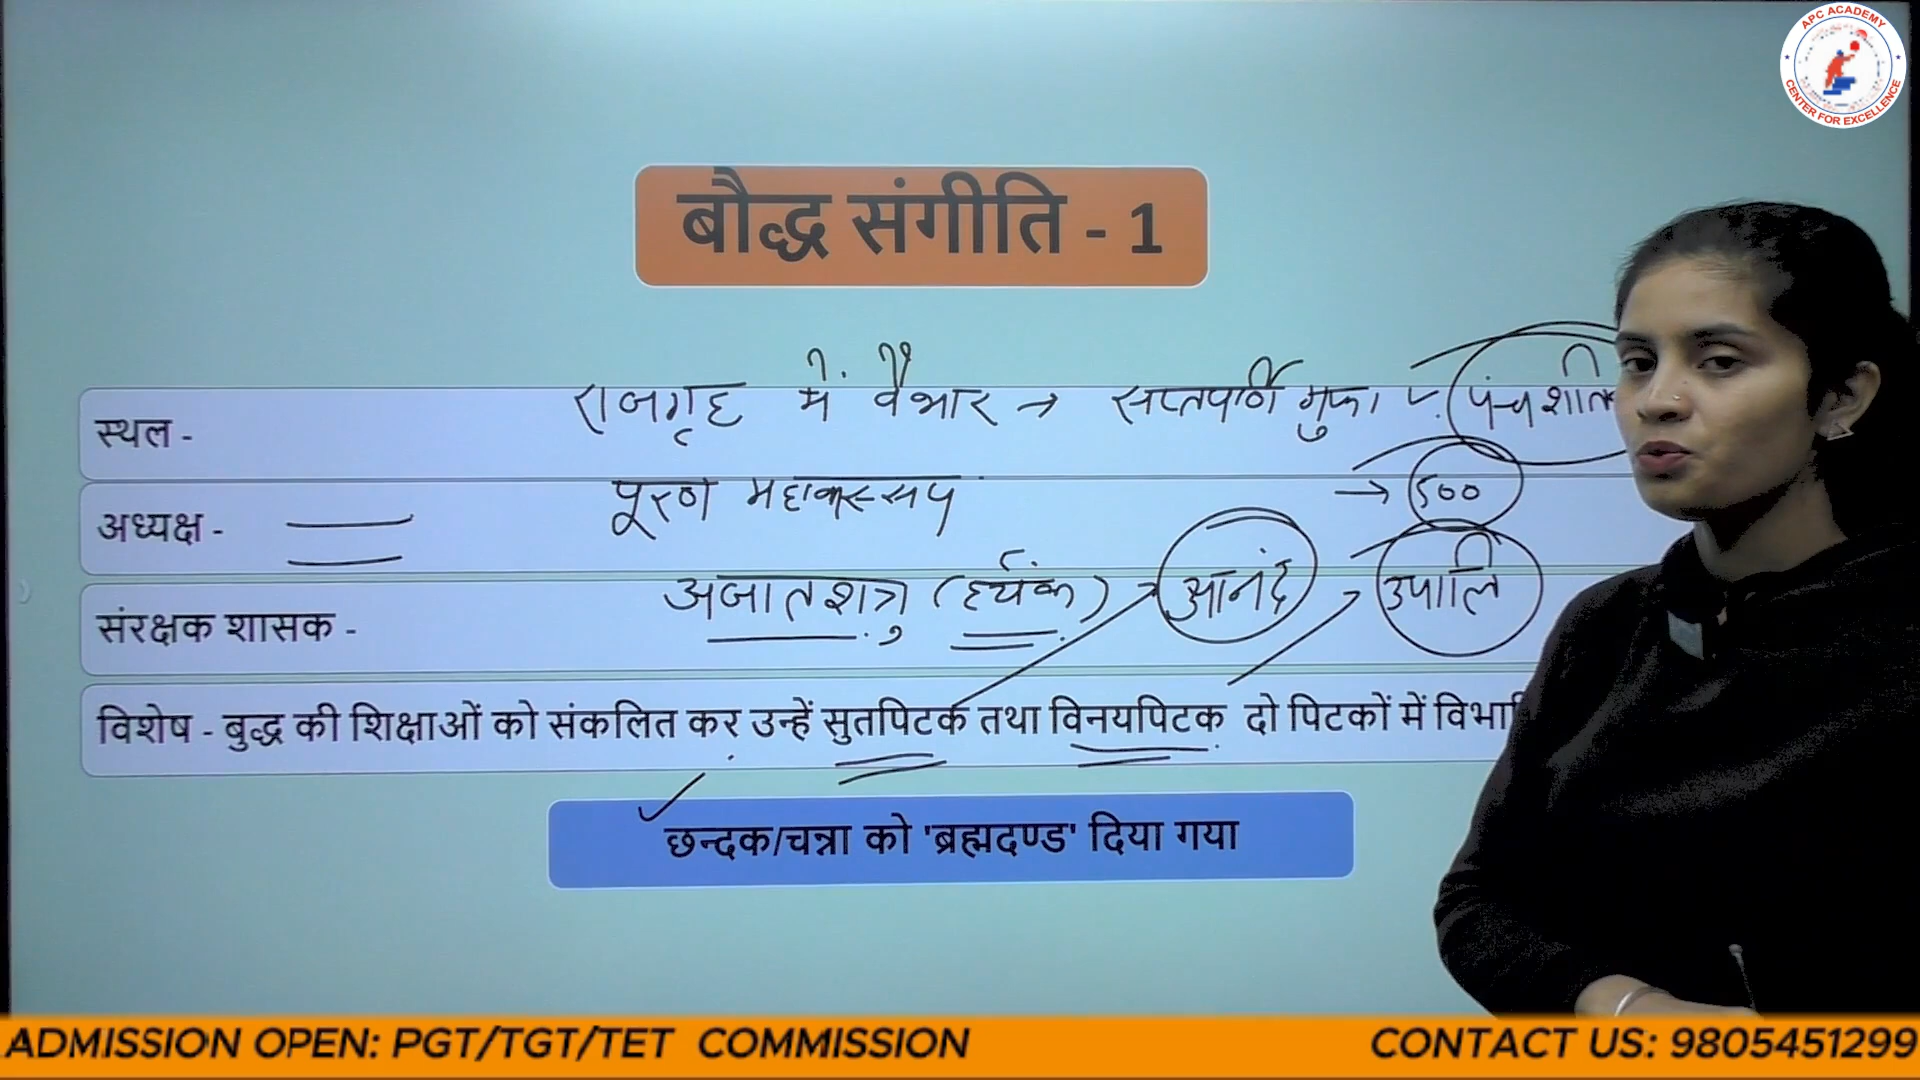 APC ACADEMY
CENTER FOR EXCELLENCE
बौद्ध संगीति - 1
स्थल - राजगृह में वैभार → सप्तपर्णी गुफा
अध्यक्ष - पूरण महाकस्सप → 500
संरक्षक शासक - अजातशत्रु (हर्यंक) आनंद उपालि
विशेष - बुद्ध की शिक्षाओं को संकलित कर उन्हें सुतपिटक तथा विनयपिटक दो पिटकों में
छन्दक/चन्ना को 'ब्रह्मदण्ड' दिया गया
ADMISSION OPEN: PGT/TGT/TET COMMISSION CONTACT US: 9805451299